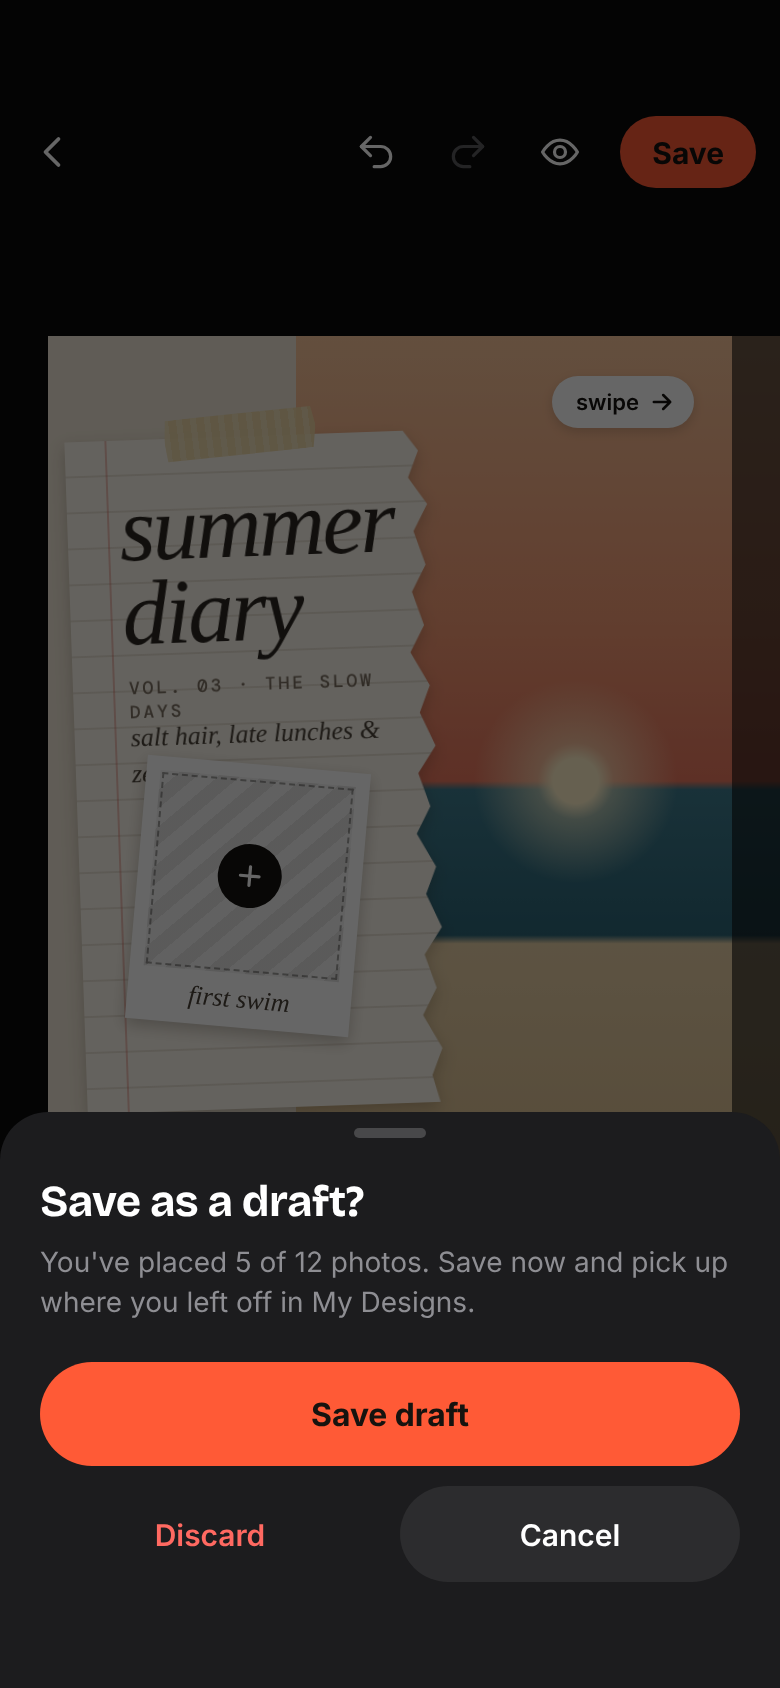 Save
swipe
summer
diary
VOL. 03 · THE SLOW
DAYS
salt hair, late lunches &
first swim
Save as a draft?
You've placed 5 of 12 photos. Save now and pick up
where you left off in My Designs.
Save draft
Discard
Cancel